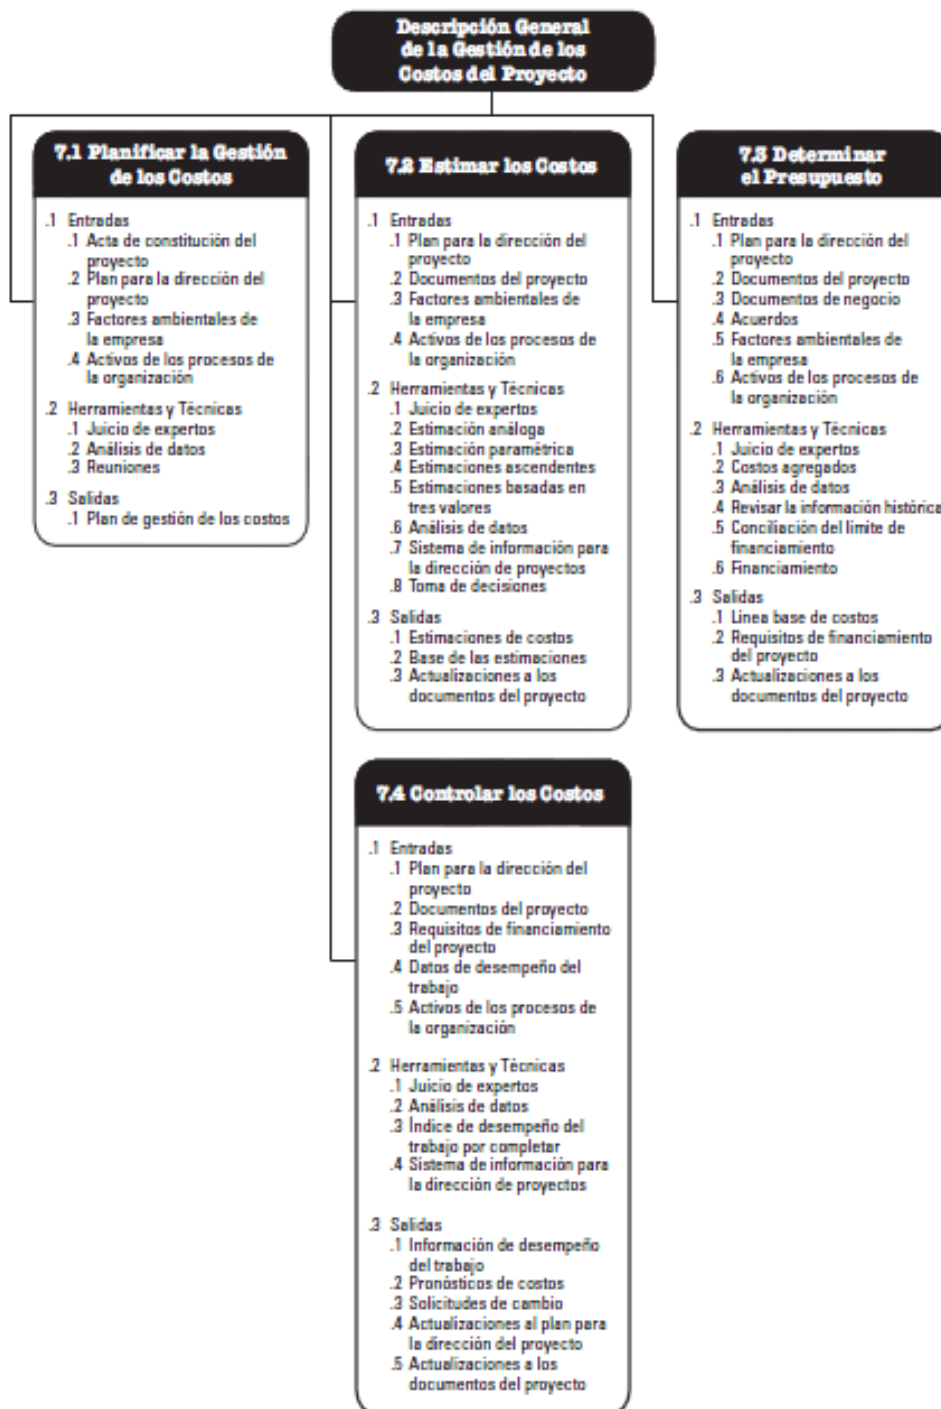 Descripción General
de la Gestión de los
Costos del Proyecto
7.1 Planificar la Gestión
de los Costos
.1 Entradas
.1 Acta de constitución del
proyecto
.2 Plan para la dirección del
proyecto
.3 Factores ambientales de
la empresa
.4 Activos de los procesos de
la organización
.2 Herramientas y Técnicas
.1 Juicio de expertos
.2 Análisis de datos
.3 Reuniones
.3 Salidas
.1 Plan de gestión de los costos
7.2 Estimar los Costos
.1 Entradas
.1 Plan para la dirección del
proyecto
.2 Documentos del proyecto
.3 Factores ambientales de
la empresa
.4 Activos de los procesos de
la organización
.2 Herramientas y Técnicas
.1 Juicio de expertos
.2 Estimación análoga
.3 Estimación paramétrica
.4 Estimaciones ascendentes
.5 Estimaciones basadas en
tres valores
.6 Análisis de datos
.7 Sistema de información para
la dirección de proyectos
.8 Toma de decisiones
.3 Salidas
.1 Estimaciones de costos
.2 Base de las estimaciones
.3 Actualizaciones a los
documentos del proyecto
7.3 Determinar
el Presupuesto
.1 Entradas
.1 Plan para la dirección del
proyecto
.2 Documentos del proyecto
.3 Documentos de negocio
.4 Acuerdos
.5 Factores ambientales de
la empresa
.6 Activos de los procesos de
la organización
.2 Herramientas y Técnicas
.1 Juicio de expertos
.2 Costos agregados
.3 Análisis de datos
.4 Revisar la información histórica
.5 Conciliación del límite de
financiamiento
.6 Financiamiento
.3 Salidas
.1 Línea base de costos
.2 Requisitos de financiamiento
del proyecto
.3 Actualizaciones a los
documentos del proyecto
7.4 Controlar los Costos
.1 Entradas
.1 Plan para la dirección del
proyecto
.2 Documentos del proyecto
.3 Requisitos de financiamiento
del proyecto
.4 Datos de desempeño del
trabajo
.5 Activos de los procesos de
la organización
.2 Herramientas y Técnicas
.1 Juicio de expertos
.2 Análisis de datos
.3 Índice de desempeño del
trabajo por completar
.4 Sistema de información para
la dirección de proyectos
.3 Salidas
.1 Información de desempeño
del trabajo
.2 Pronósticos de costos
.3 Solicitudes de cambio
.4 Actualizaciones al plan para
la dirección del proyecto
.5 Actualizaciones a los
documentos del proyecto